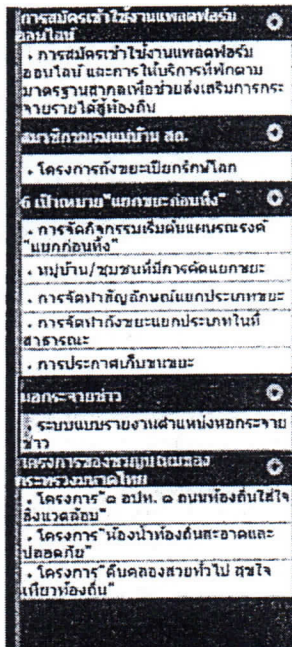 การสมัครเข้าใช้งานแพลตฟอร์ม
ออนไลน์
• การสมัครเข้าใช้งานแพลตฟอร์ม
ออนไลน์ และการให้บริการที่พักตาม
มาตรฐานสากลเพื่อช่วยส่งเสริมการกระ
จายรายได้สู่ท้องถิ่น
สมาชิกชมรมแม่บ้าน สถ.
• โครงการถังขยะเปียกรักษ์โลก
6 เป้าหมาย"แยกขยะก่อนทิ้ง"
• การจัดกิจกรรมเริ่มต้นแผนรณรงค์
"แยกก่อนทิ้ง"
• หมู่บ้าน/ชุมชนที่มีการคัดแยกขยะ
• การจัดทำสัญลักษณ์แยกประเภทขยะ
• การจัดทำถังขยะแยกประเภทในที่
สาธารณะ
• การประกาศเก็บขนขยะ
หอกระจายข่าว
• ระบบแบบรายงานตำแหน่งหอกระจาย
ข่าว
โครงการของขวัญปีใหม่ของ
กระทรวงมหาดไทย
• โครงการ"๑ อปท. ๑ ถนนท้องถิ่นใส่ใจ
สิ่งแวดล้อม"
• โครงการ"ห้องน้ำท้องถิ่นสะอาดและ
ปลอดภัย"
• โครงการ"คืนคลองสวยทั่วไป สุขใจ
เที่ยวท้องถิ่น"